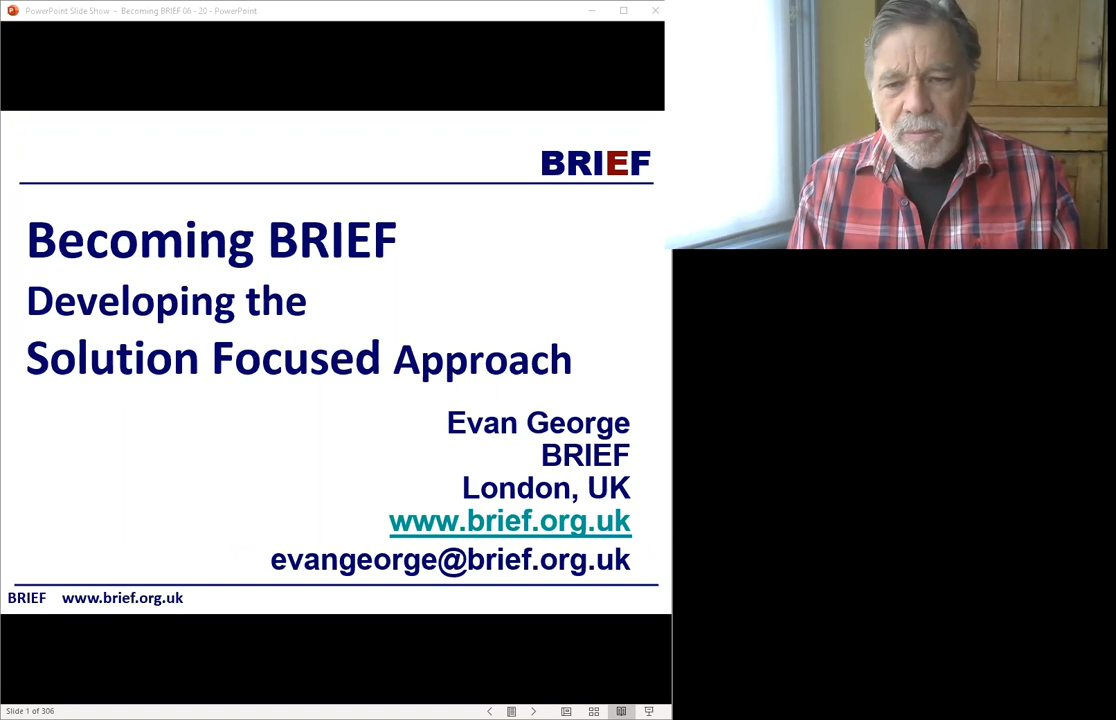 PowerPoint Slide Show - Becoming BRIEF 06 - 20 - PowerPoint
BRIEF
Becoming BRIEF
Developing the
Solution Focused Approach
Evan George
BRIEF
London, UK
www.brief.org.uk
evangeorge@brief.org.uk
BRIEF www.brief.org.uk
Slide 1 of 306